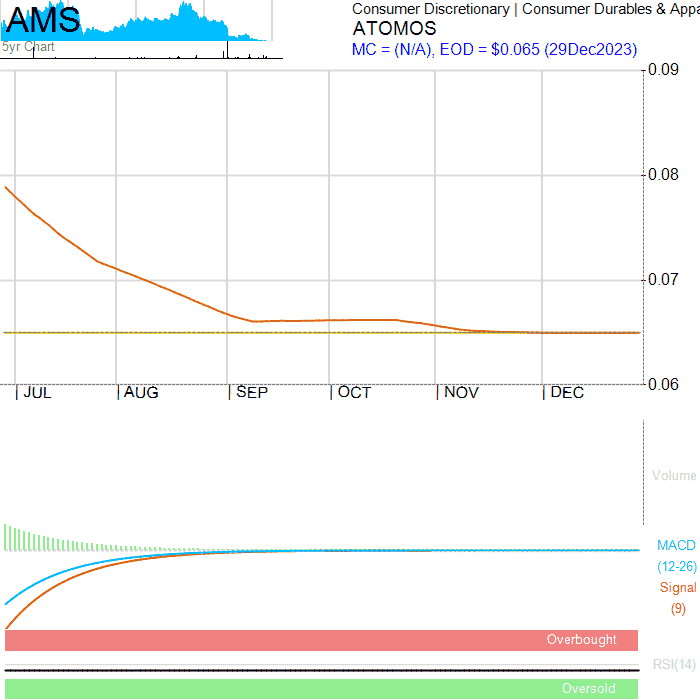 AMS
5yr Chart
Consumer Discretionary | Consumer Durables & Appa
ATOMOS
MC = (N/A), EOD = $0.065 (29Dec2023)
0.09
0.08
0.07
0.06
JUL AUG SEP OCT NOV DEC
Volume
MACD
(12-26)
Signal
(9)
Overbought
RSI(14)
Oversold